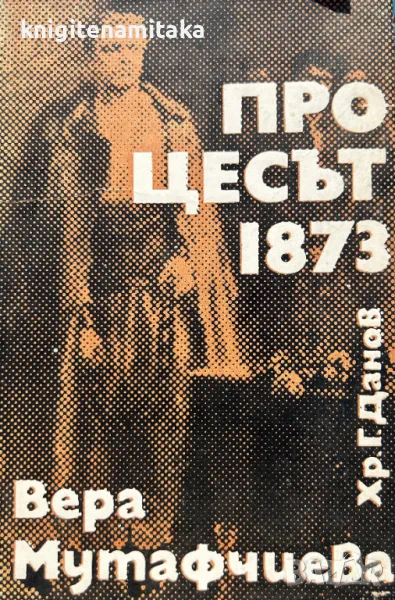 knigitenamitaka
ПРО
ЦЕСЪТ
1873
Хр.Г.Данов
Вера
Мутафчиева